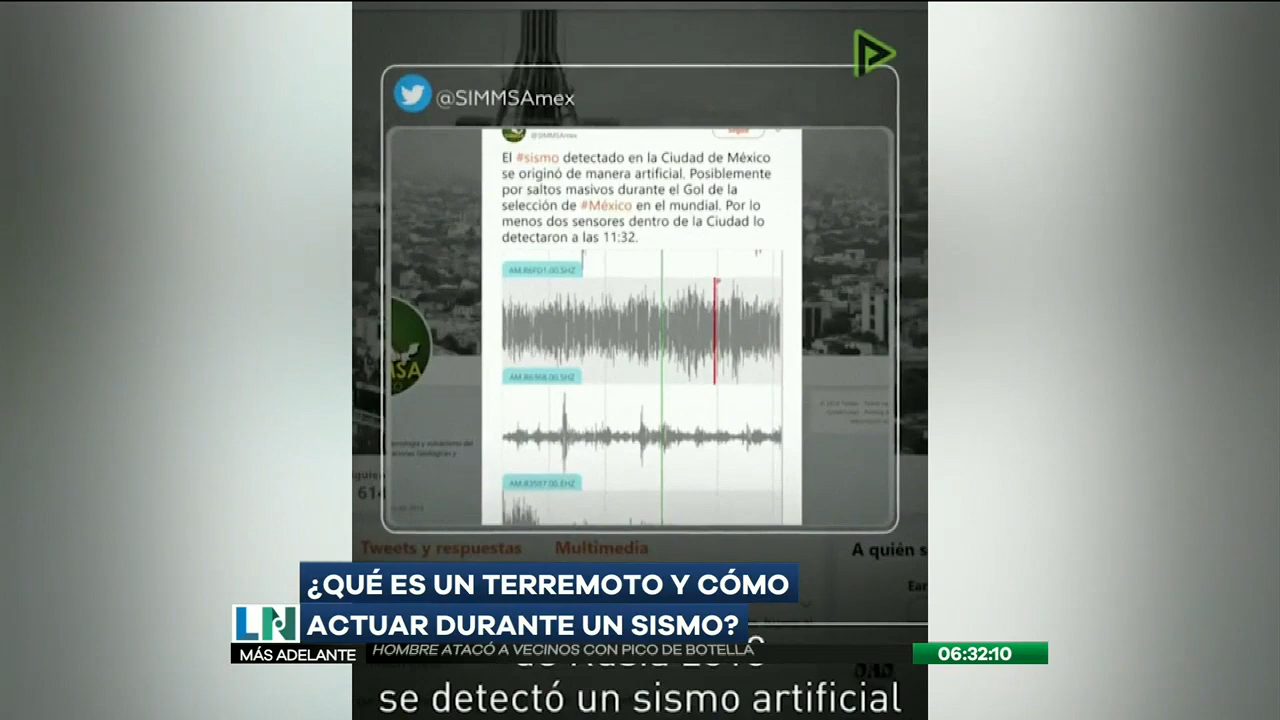 @SIMMSAmex
@SIMMSAmex
Seguir
El #sismo detectado en la Ciudad de México
se originó de manera artificial. Posiblemente
por saltos masivos durante el Gol de la
selección de #México en el mundial. Por lo
menos dos sensores dentro de la Ciudad lo
detectaron a las 11:32.
614
Tweets y respuestas Multimedia
A quién s
¿QUÉ ES UN TERREMOTO Y CÓMO
ACTUAR DURANTE UN SISMO?
LN
MÁS ADELANTE
HOMBRE ATACÓ A VECINOS CON PICO DE BOTELLA
06:32:10
se detectó un sismo artificial